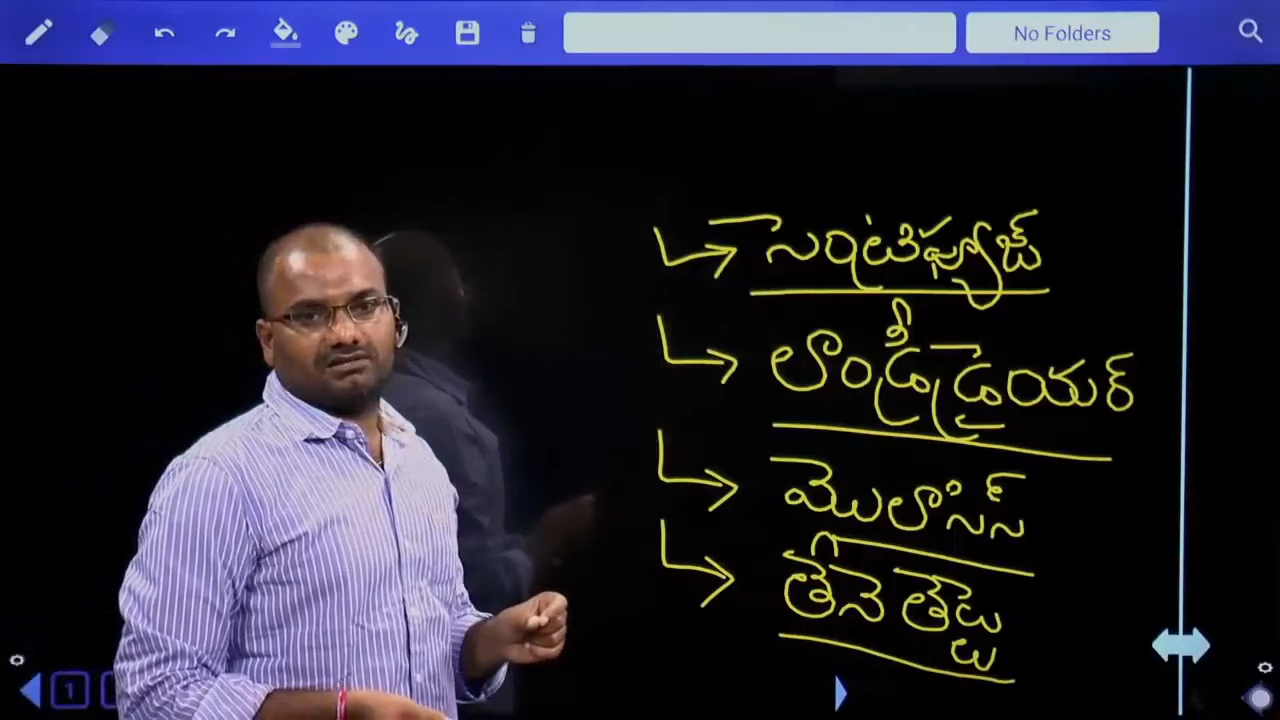 No Folders
సెంట్రిఫ్యూజ్
లాండ్రీడ్రైయర్
మొలాసిస్
తేనె తెట్టు
1